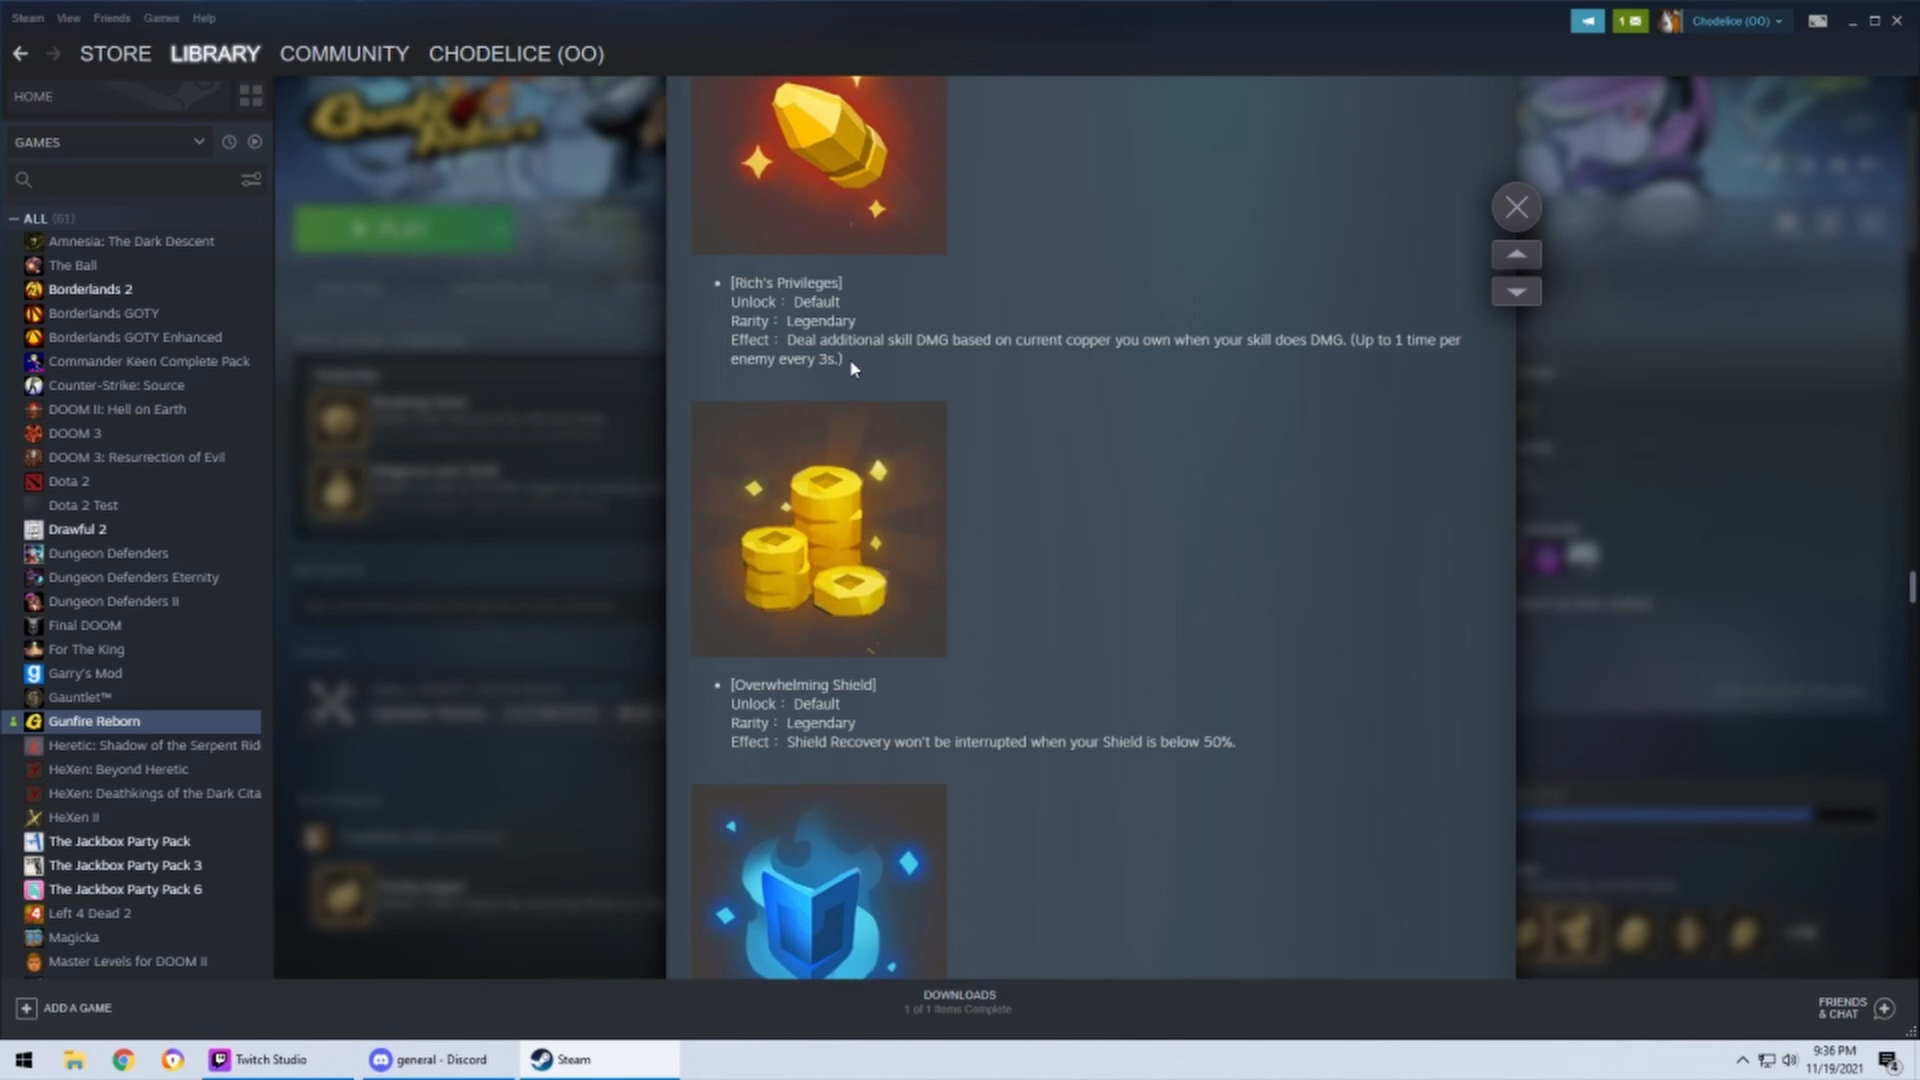 Steam View Friends Games Help
1
Chodelice (OO)
STORE LIBRARY COMMUNITY CHODELICE (OO)
HOME
GAMES
ALL (61)
Amnesia: The Dark Descent
The Ball
Borderlands 2
Borderlands GOTY
Borderlands GOTY Enhanced
Commander Keen Complete Pack
Counter-Strike: Source
DOOM II: Hell on Earth
DOOM 3
DOOM 3: Resurrection of Evil
Dota 2
Dota 2 Test
Drawful 2
Dungeon Defenders
Dungeon Defenders Eternity
Dungeon Defenders II
Final DOOM
For The King
Garry's Mod
Gauntlet™
Gunfire Reborn
Heretic: Shadow of the Serpent Rid
HeXen: Beyond Heretic
HeXen: Deathkings of the Dark Cita
HeXen II
The Jackbox Party Pack
The Jackbox Party Pack 3
The Jackbox Party Pack 6
Left 4 Dead 2
Magicka
Master Levels for DOOM II
Gunfire Reborn
• [Rich's Privileges]
Unlock： Default
Rarity： Legendary
Effect： Deal additional skill DMG based on current copper you own when your skill does DMG. (Up to 1 time per
enemy every 3s.)
• [Overwhelming Shield]
Unlock： Default
Rarity： Legendary
Effect： Shield Recovery won't be interrupted when your Shield is below 50%.
ADD A GAME
DOWNLOADS
1 of 1 Items Complete
FRIENDS
& CHAT
Twitch Studio
general - Discord
Steam
9:36 PM
11/19/2021
4